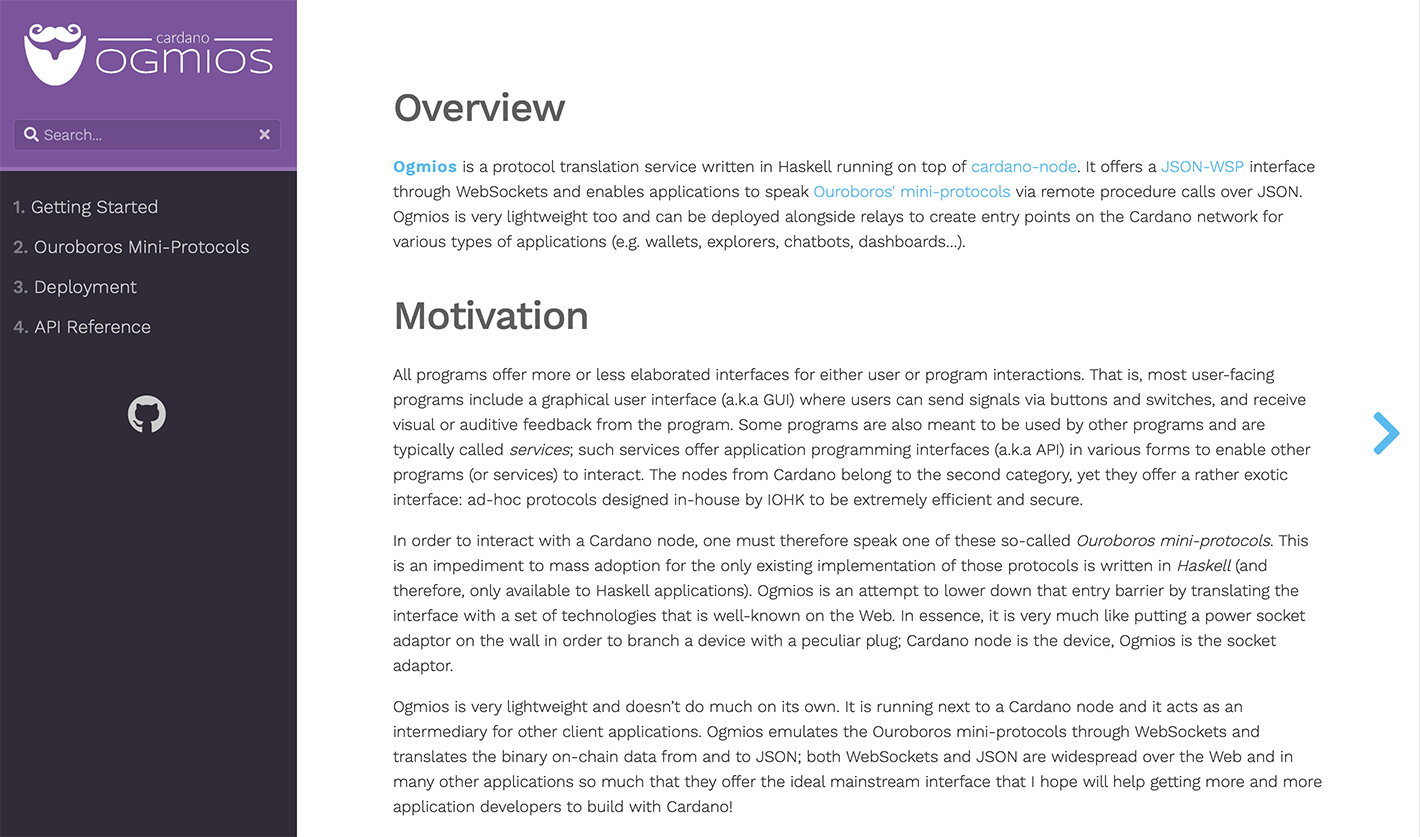 cardano
OGMIOS
Search...
1. Getting Started
2. Ouroboros Mini-Protocols
3. Deployment
4. API Reference
Overview
Ogmios is a protocol translation service written in Haskell running on top of cardano-node. It offers a JSON-WSP interface
through WebSockets and enables applications to speak Ouroboros' mini-protocols via remote procedure calls over JSON.
Ogmios is very lightweight too and can be deployed alongside relays to create entry points on the Cardano network for
various types of applications (e.g. wallets, explorers, chatbots, dashboards...).
Motivation
All programs offer more or less elaborated interfaces for either user or program interactions. That is, most user-facing
programs include a graphical user interface (a.k.a GUI) where users can send signals via buttons and switches, and receive
visual or auditive feedback from the program. Some programs are also meant to be used by other programs and are
typically called services; such services offer application programming interfaces (a.k.a API) in various forms to enable other
programs (or services) to interact. The nodes from Cardano belong to the second category, yet they offer a rather exotic
interface: ad-hoc protocols designed in-house by IOHK to be extremely efficient and secure.
In order to interact with a Cardano node, one must therefore speak one of these so-called Ouroboros mini-protocols. This
is an impediment to mass adoption for the only existing implementation of those protocols is written in Haskell (and
therefore, only available to Haskell applications). Ogmios is an attempt to lower down that entry barrier by translating the
interface with a set of technologies that is well-known on the Web. In essence, it is very much like putting a power socket
adaptor on the wall in order to branch a device with a peculiar plug; Cardano node is the device, Ogmios is the socket
adaptor.
Ogmios is very lightweight and doesn't do much on its own. It is running next to a Cardano node and it acts as an
intermediary for other client applications. Ogmios emulates the Ouroboros mini-protocols through WebSockets and
translates the binary on-chain data from and to JSON; both WebSockets and JSON are widespread over the Web and in
many other applications so much that they offer the ideal mainstream interface that I hope will help getting more and more
application developers to build with Cardano!